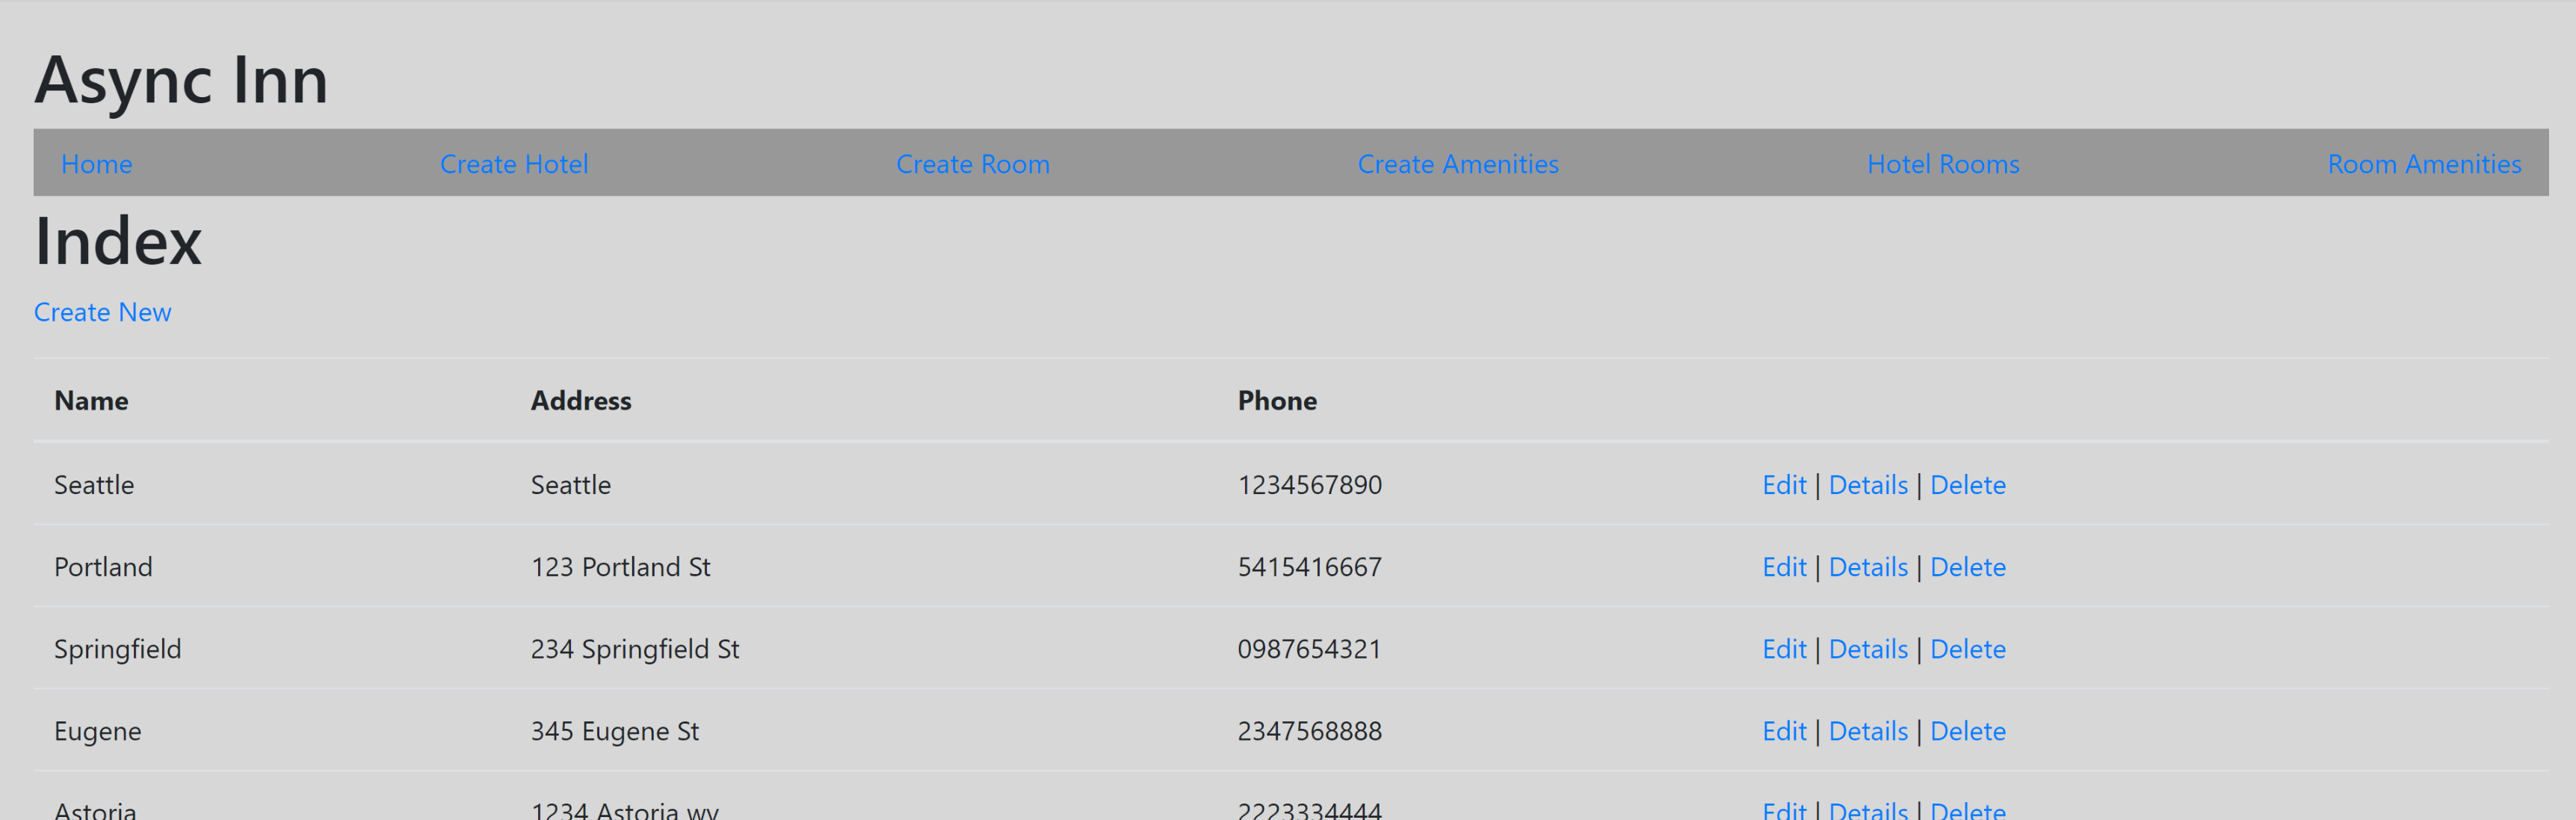 Async Inn
Home Create Hotel Create Room Create Amenities Hotel Rooms Room Amenities
Index
Create New
Name Address Phone
Seattle Seattle 1234567890 Edit | Details | Delete
Portland 123 Portland St 5415416667 Edit | Details | Delete
Springfield 234 Springfield St 0987654321 Edit | Details | Delete
Eugene 345 Eugene St 2347568888 Edit | Details | Delete
Astoria 1234 Astoria wy 2223334444 Edit | Details | Delete